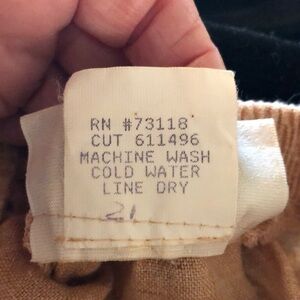 RN #73118
CUT 611496
MACHINE WASH
COLD WATER
LINE DRY
21